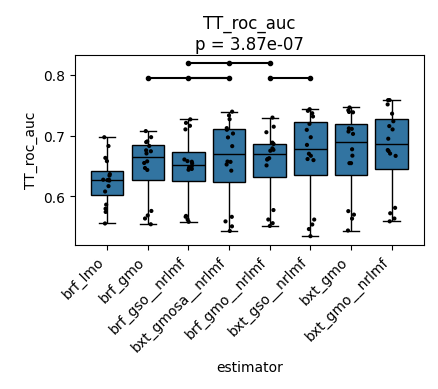 TT_roc_auc
p = 3.87e-07
TT_roc_auc
0.8
0.7
0.6
brf_lmo
brf_gmo
brf_gso__nrlmf
bxt_gmosa__nrlmf
brf_gmo__nrlmf
bxt_gso__nrlmf
bxt_gmo
bxt_gmo__nrlmf
estimator